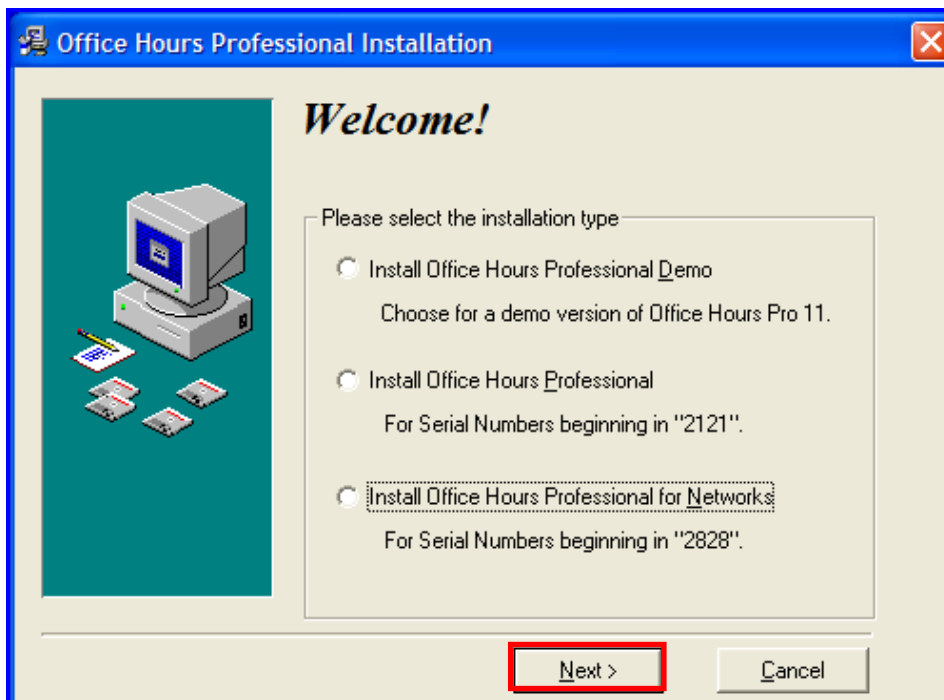 Office Hours Professional Installation
Welcome!
Please select the installation type
Install Office Hours Professional Demo
Choose for a demo version of Office Hours Pro 11.
Install Office Hours Professional
For Serial Numbers beginning in "2121".
Install Office Hours Professional for Networks
For Serial Numbers beginning in "2828".
Next >
Cancel